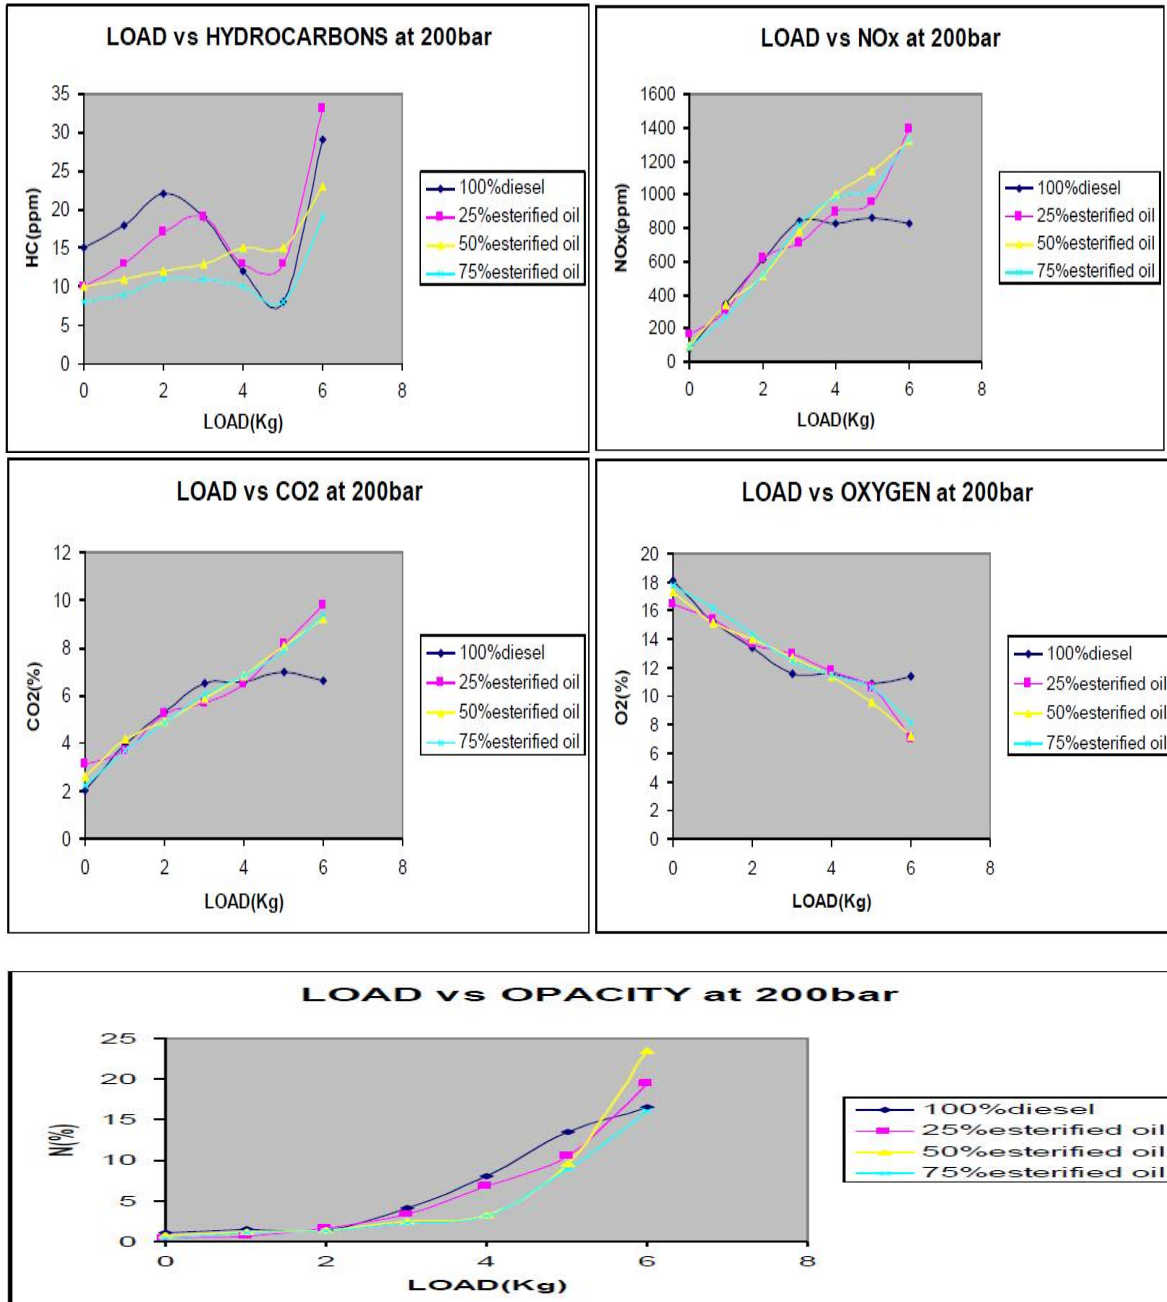 LOAD vs HYDROCARBONS at 200bar
35
30
25
20
15
10
5
0
HC(ppm)
0 2 4 6 8
LOAD(Kg)
100%diesel
25%esterified oil
50%esterified oil
75%esterified oil
LOAD vs NOx at 200bar
1600
1400
1200
1000
800
600
400
200
0
NOx(ppm)
0 2 4 6 8
LOAD(Kg)
100%diesel
25%esterified oil
50%esterified oil
75%esterified oil
LOAD vs CO2 at 200bar
12
10
8
6
4
2
0
CO2(%)
0 2 4 6 8
LOAD(Kg)
100%diesel
25%esterified oil
50%esterified oil
75%esterified oil
LOAD vs OXYGEN at 200bar
20
18
16
14
12
10
8
6
4
2
0
O2(%)
0 2 4 6 8
LOAD(Kg)
100%diesel
25%esterified oil
50%esterified oil
75%esterified oil
LOAD vs OPACITY at 200bar
25
20
15
10
5
0
N(%)
0 2 4 6 8
LOAD(Kg)
100%diesel
25%esterified oil
50%esterified oil
75%esterified oil